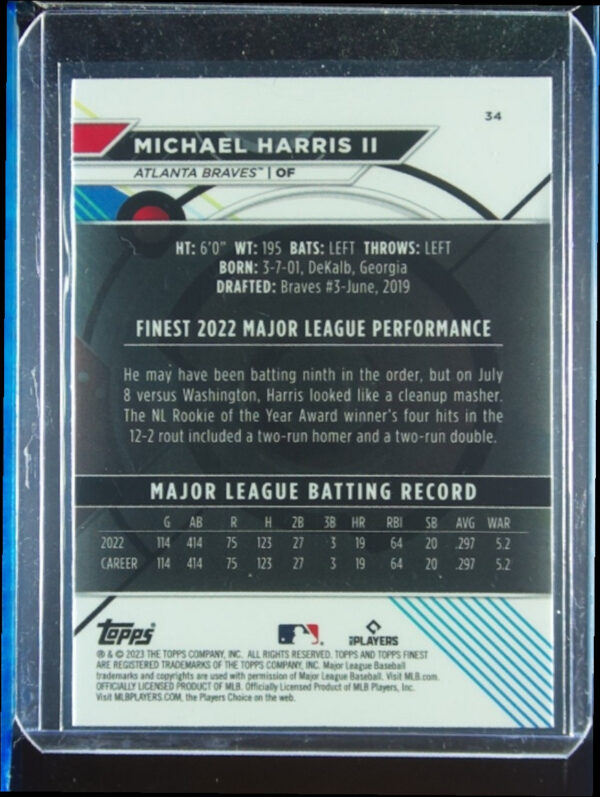 34
MICHAEL HARRIS II
ATLANTA BRAVES™ | OF
HT: 6'0" WT: 195 BATS: LEFT THROWS: LEFT
BORN: 3-7-01, DeKalb, Georgia
DRAFTED: Braves #3-June, 2019
FINEST 2022 MAJOR LEAGUE PERFORMANCE
He may have been batting ninth in the order, but on July
8 versus Washington, Harris looked like a cleanup masher.
The NL Rookie of the Year Award winner's four hits in the
12-2 rout included a two-run homer and a two-run double.
MAJOR LEAGUE BATTING RECORD
G AB R H 2B 3B HR RBI SB AVG WAR
2022 114 414 75 123 27 3 19 64 20 .297 5.2
CAREER 114 414 75 123 27 3 19 64 20 .297 5.2
Topps
MLB PLAYERS
® & © 2023 THE TOPPS COMPANY, INC. ALL RIGHTS RESERVED. TOPPS AND TOPPS FINEST
ARE REGISTERED TRADEMARKS OF THE TOPPS COMPANY, INC. Major League Baseball
trademarks and copyrights are used with permission of Major League Baseball. Visit MLB.com.
OFFICIALLY LICENSED PRODUCT OF MLB. Officially Licensed Product of MLB Players, Inc.
Visit MLBPLAYERS.COM, the Players Choice on the web.